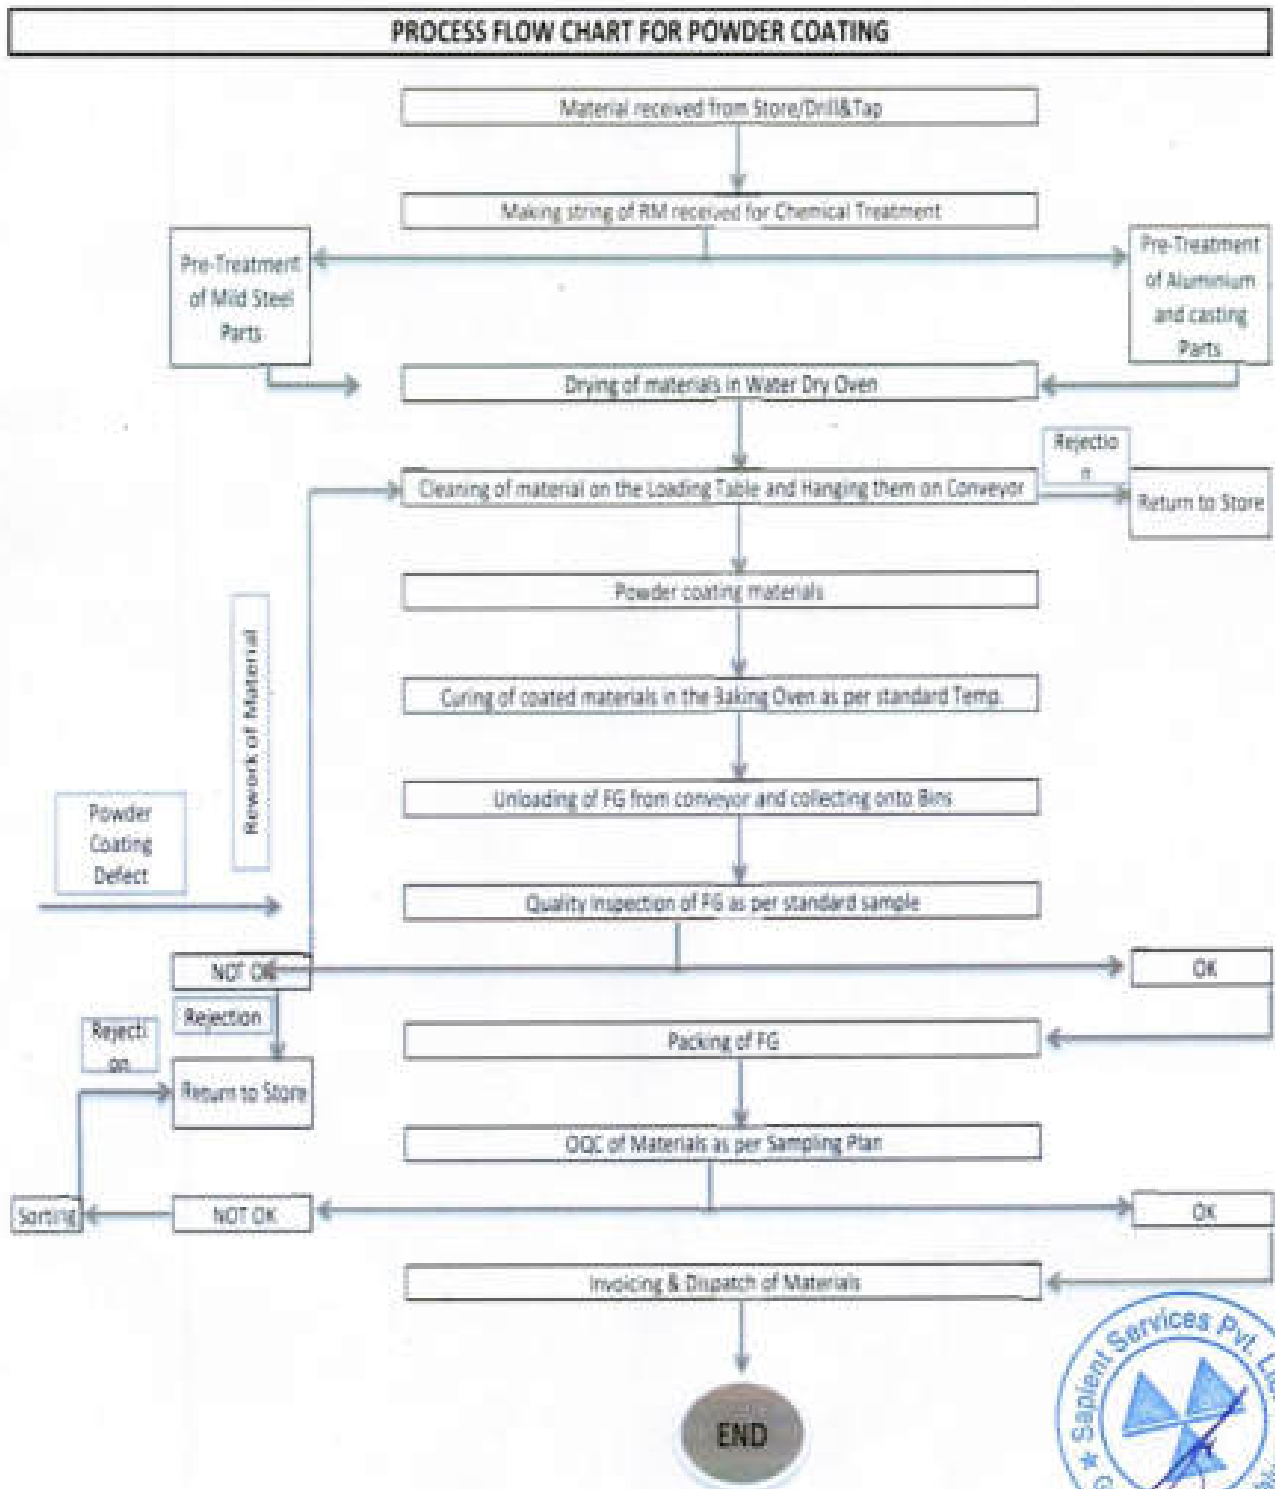 PROCESS FLOW CHART FOR POWDER COATING
Material received from Store/Drill&Tap
Making string of RM received for Chemical Treatment
Pre-Treatment
of Mild Steel
Parts
Pre-Treatment
of Aluminium
and casting
Parts
Drying of materials in Water Dry Oven
Rejectio
n
Cleaning of material on the Loading Table and Hanging them on Conveyor
Return to Store
Powder coating materials
Rework of Material
Curing of coated materials in the Baking Oven as per standard Temp.
Unloading of FG from conveyor and collecting onto Bins
Powder
Coating
Defect
Quality Inspection of FG as per standard sample
NOT OK
OK
Rejection
Rejecti
on
Packing of FG
Return to Store
OQC of Materials as per Sampling Plan
Sorting
NOT OK
OK
Invoicing & Dispatch of Materials
END
Sapient Services Pvt.